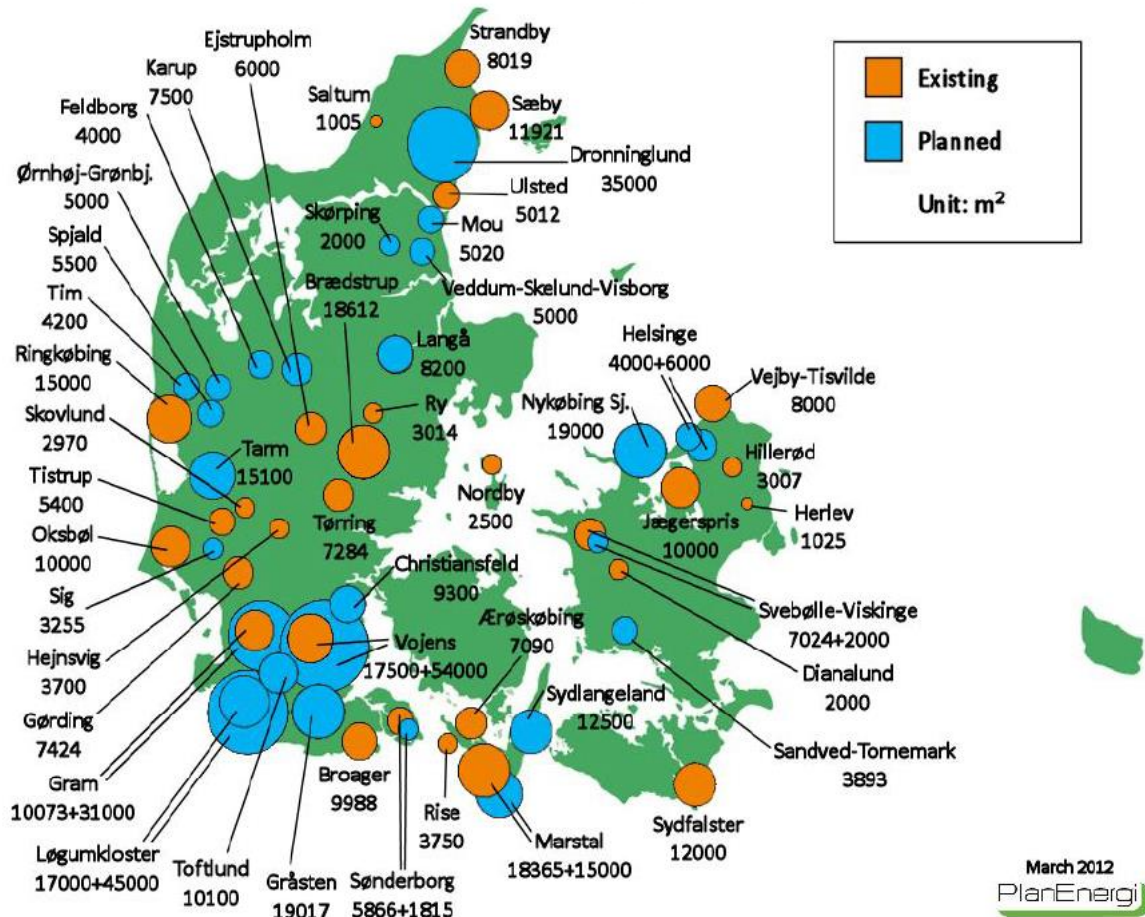 Strandby
8019
Ejstrupholm
6000
Karup
7500
Saltum
1005
Sæby
11921
Feldborg
4000
Dronninglund
35000
Ørnhøj-Grønbj.
5000
Ulsted
5012
Skørping
2000
Mou
5020
Spjald
5500
Brædstrup
18612
Veddum-Skelund-Visborg
5000
Tim
4200
Langå
8200
Helsinge
4000+6000
Ringkøbing
15000
Vejby-Tisvilde
8000
Nykøbing Sj.
19000
Skovlund
2970
Ry
3014
Tarm
15100
Hillerød
3007
Tistrup
5400
Nordby
2500
Jægerspris
10000
Herlev
1025
Oksbøl
10000
Tørring
7284
Christiansfeld
9300
Sig
3255
Svebølle-Viskinge
7024+2000
Ærøskøbing
7090
Hejnsvig
3700
Vojens
17500+54000
Dianalund
2000
Sydlangeland
12500
Gørding
7424
Sandved-Tornemark
3893
Gram
10073+31000
Broager
9988
Rise
3750
Sydfalster
12000
Marstal
18365+15000
Løgumkloster
17000+45000
Toftlund
10100
Gråsten
19017
Sønderborg
5866+1815
Existing
Planned
Unit: m²
March 2012
PlanEnergi